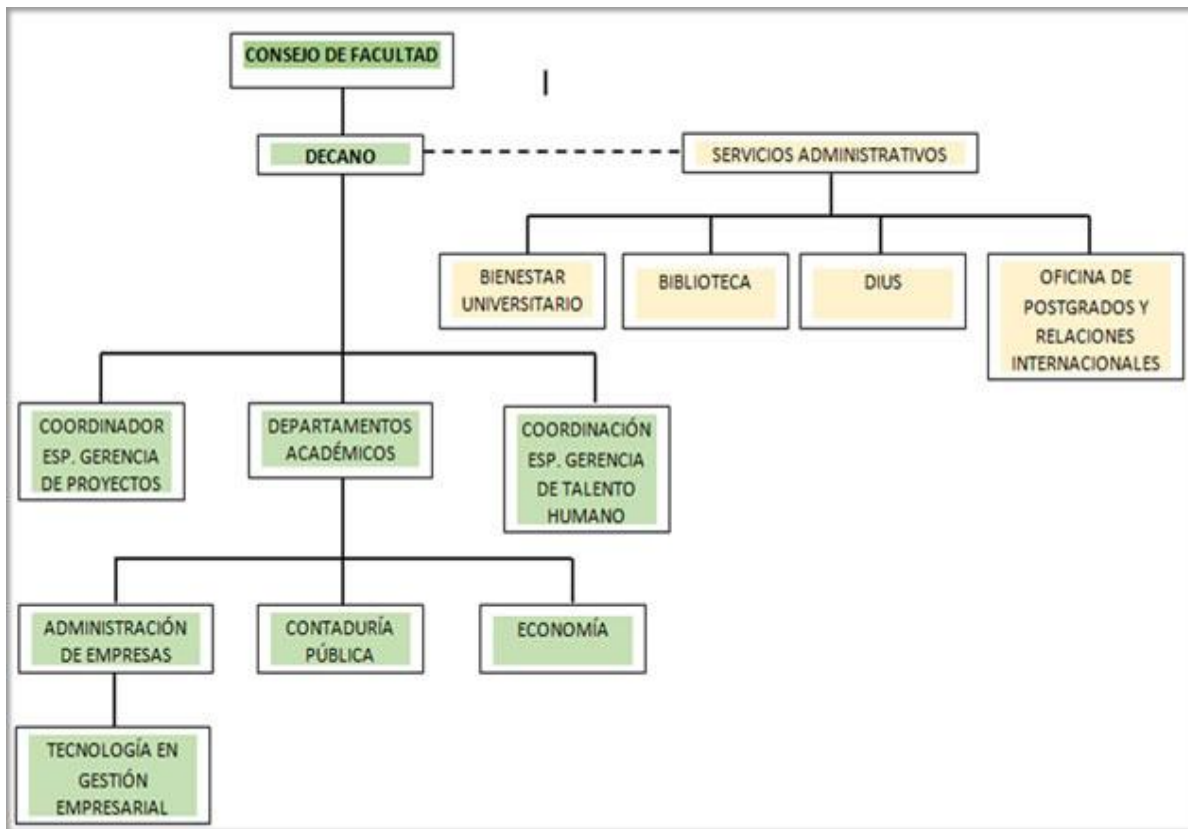 CONSEJO DE FACULTAD
DECANO
SERVICIOS ADMINISTRATIVOS
BIENESTAR
UNIVERSITARIO
BIBLIOTECA
DIUS
OFICINA DE
POSTGRADOS Y
RELACIONES
INTERNACIONALES
COORDINADOR
ESP. GERENCIA
DE PROYECTOS
DEPARTAMENTOS
ACADÉMICOS
COORDINACIÓN
ESP. GERENCIA
DE TALENTO
HUMANO
ADMINISTRACIÓN
DE EMPRESAS
CONTADURÍA
PÚBLICA
ECONOMÍA
TECNOLOGÍA EN
GESTIÓN
EMPRESARIAL